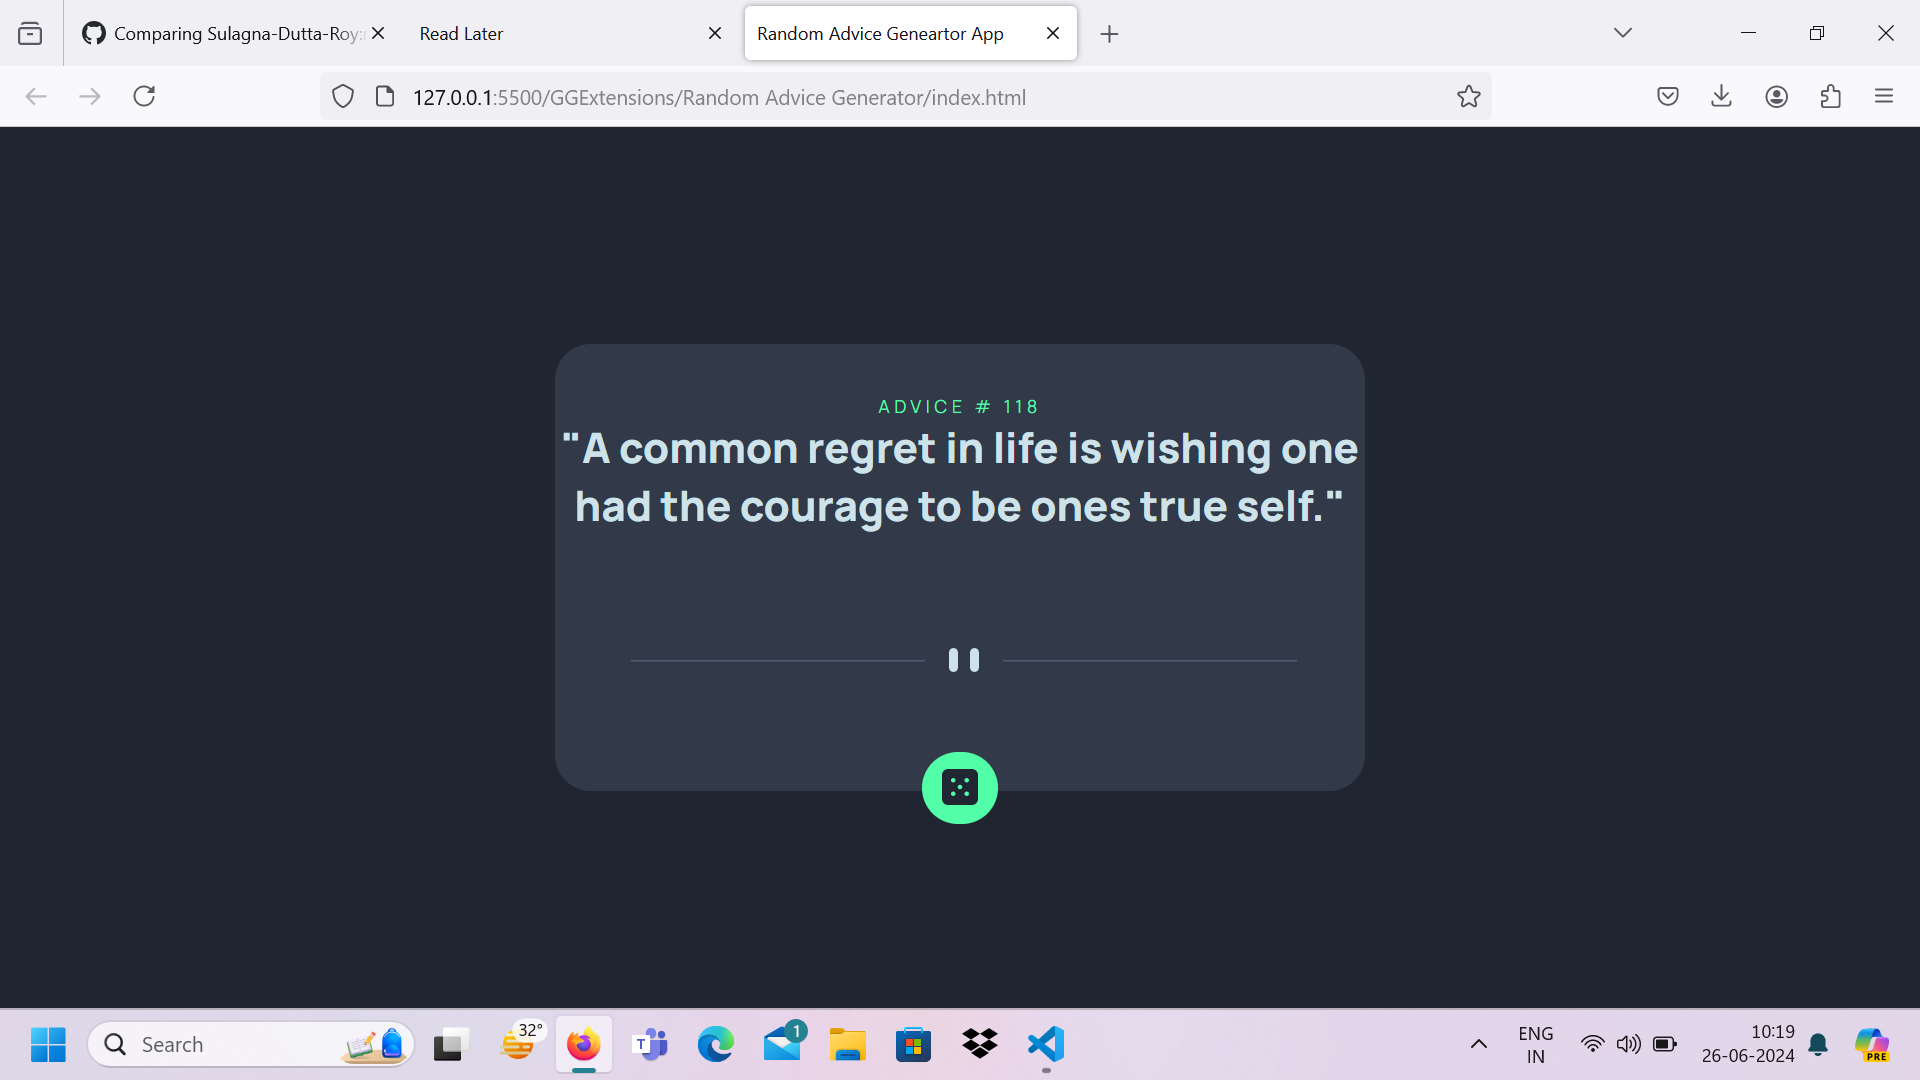 Comparing Sulagna-Dutta-Roy:
Read Later
Random Advice Geneartor App
127.0.0.1:5500/GGExtensions/Random Advice Generator/index.html
ADVICE # 118
"A common regret in life is wishing one
had the courage to be ones true self."
Search
32°
T
1
ENG
IN
10:19
26-06-2024
PRE